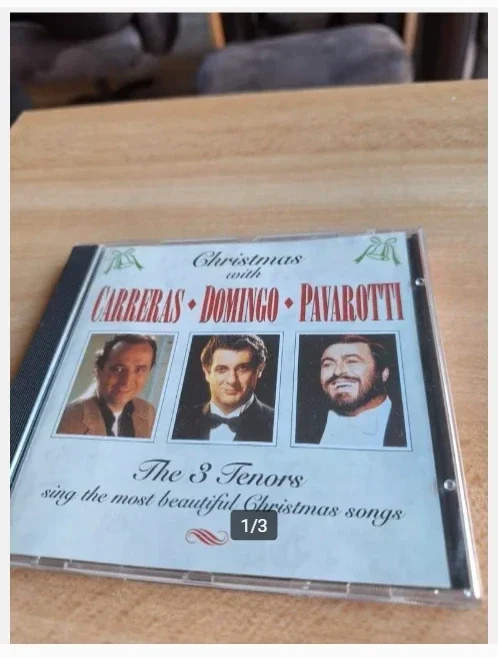 Christmas
with
CARRERAS • DOMINGO • PAVAROTTI
The 3 Tenors
sing the most beautiful Christmas songs
1/3